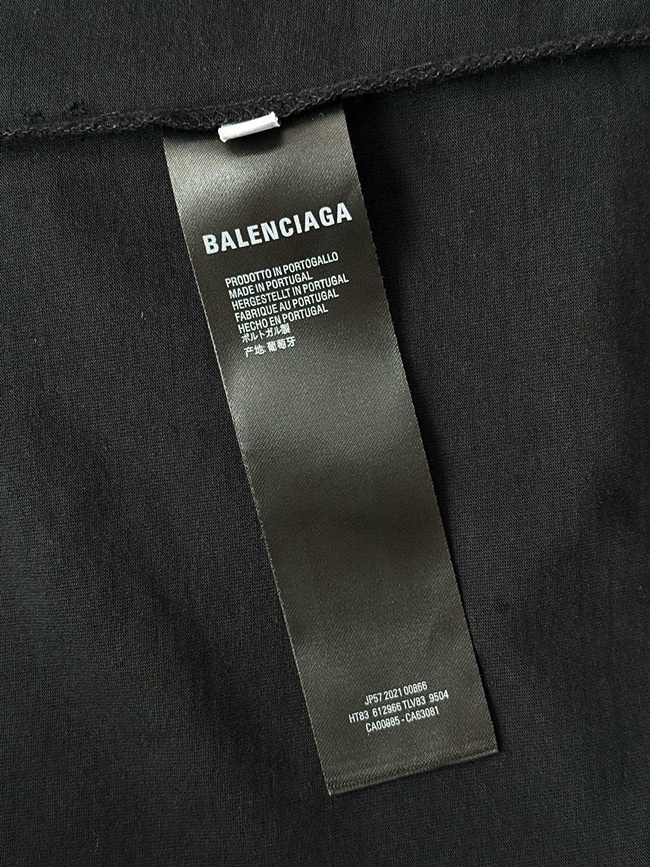 BALENCIAGA
PRODOTTO IN PORTOGALLO
MADE IN PORTUGAL
HERGESTELLT IN PORTUGAL
FABRIQUE AU PORTUGAL
HECHO EN PORTUGAL
ポルトガル製
产地: 葡萄牙
JP57 2021 00866
HT83 612966 TLV83 9504
CA00985 - CA63081